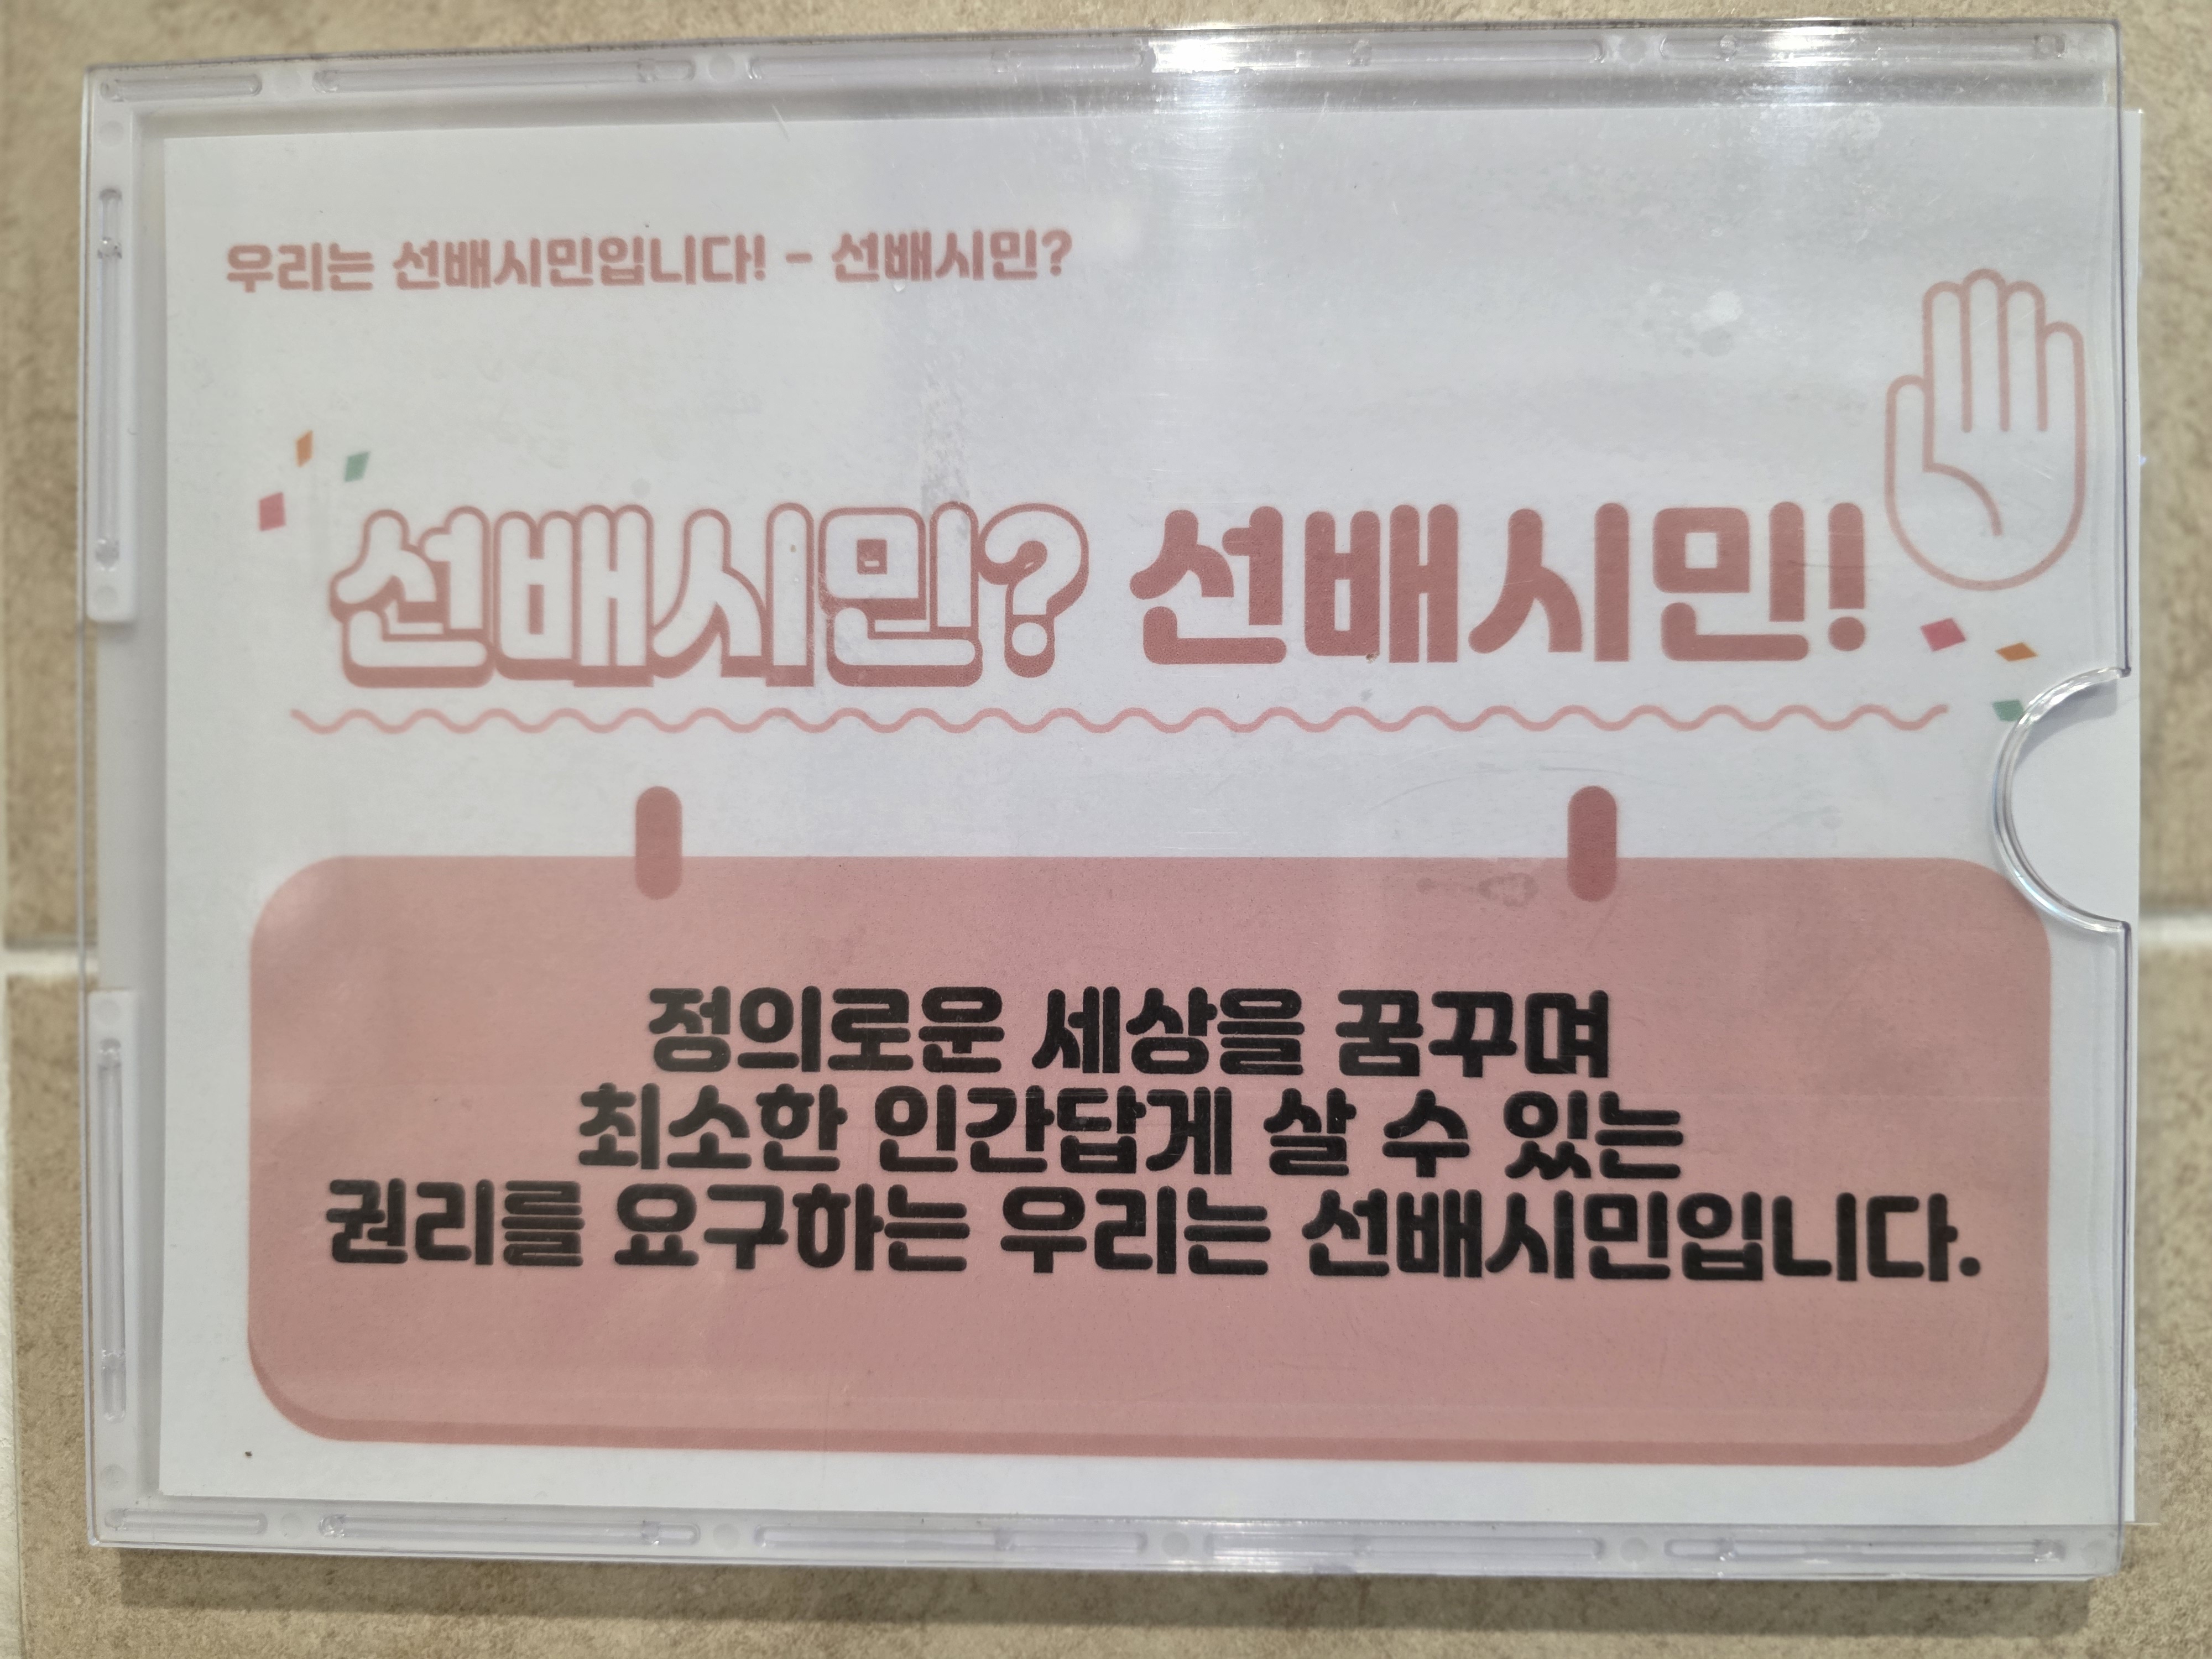 우리는 선배시민입니다! - 선배시민?
선배시민? 선배시민!
정의로운 세상을 꿈꾸며
최소한 인간답게 살 수 있는
권리를 요구하는 우리는 선배시민입니다.